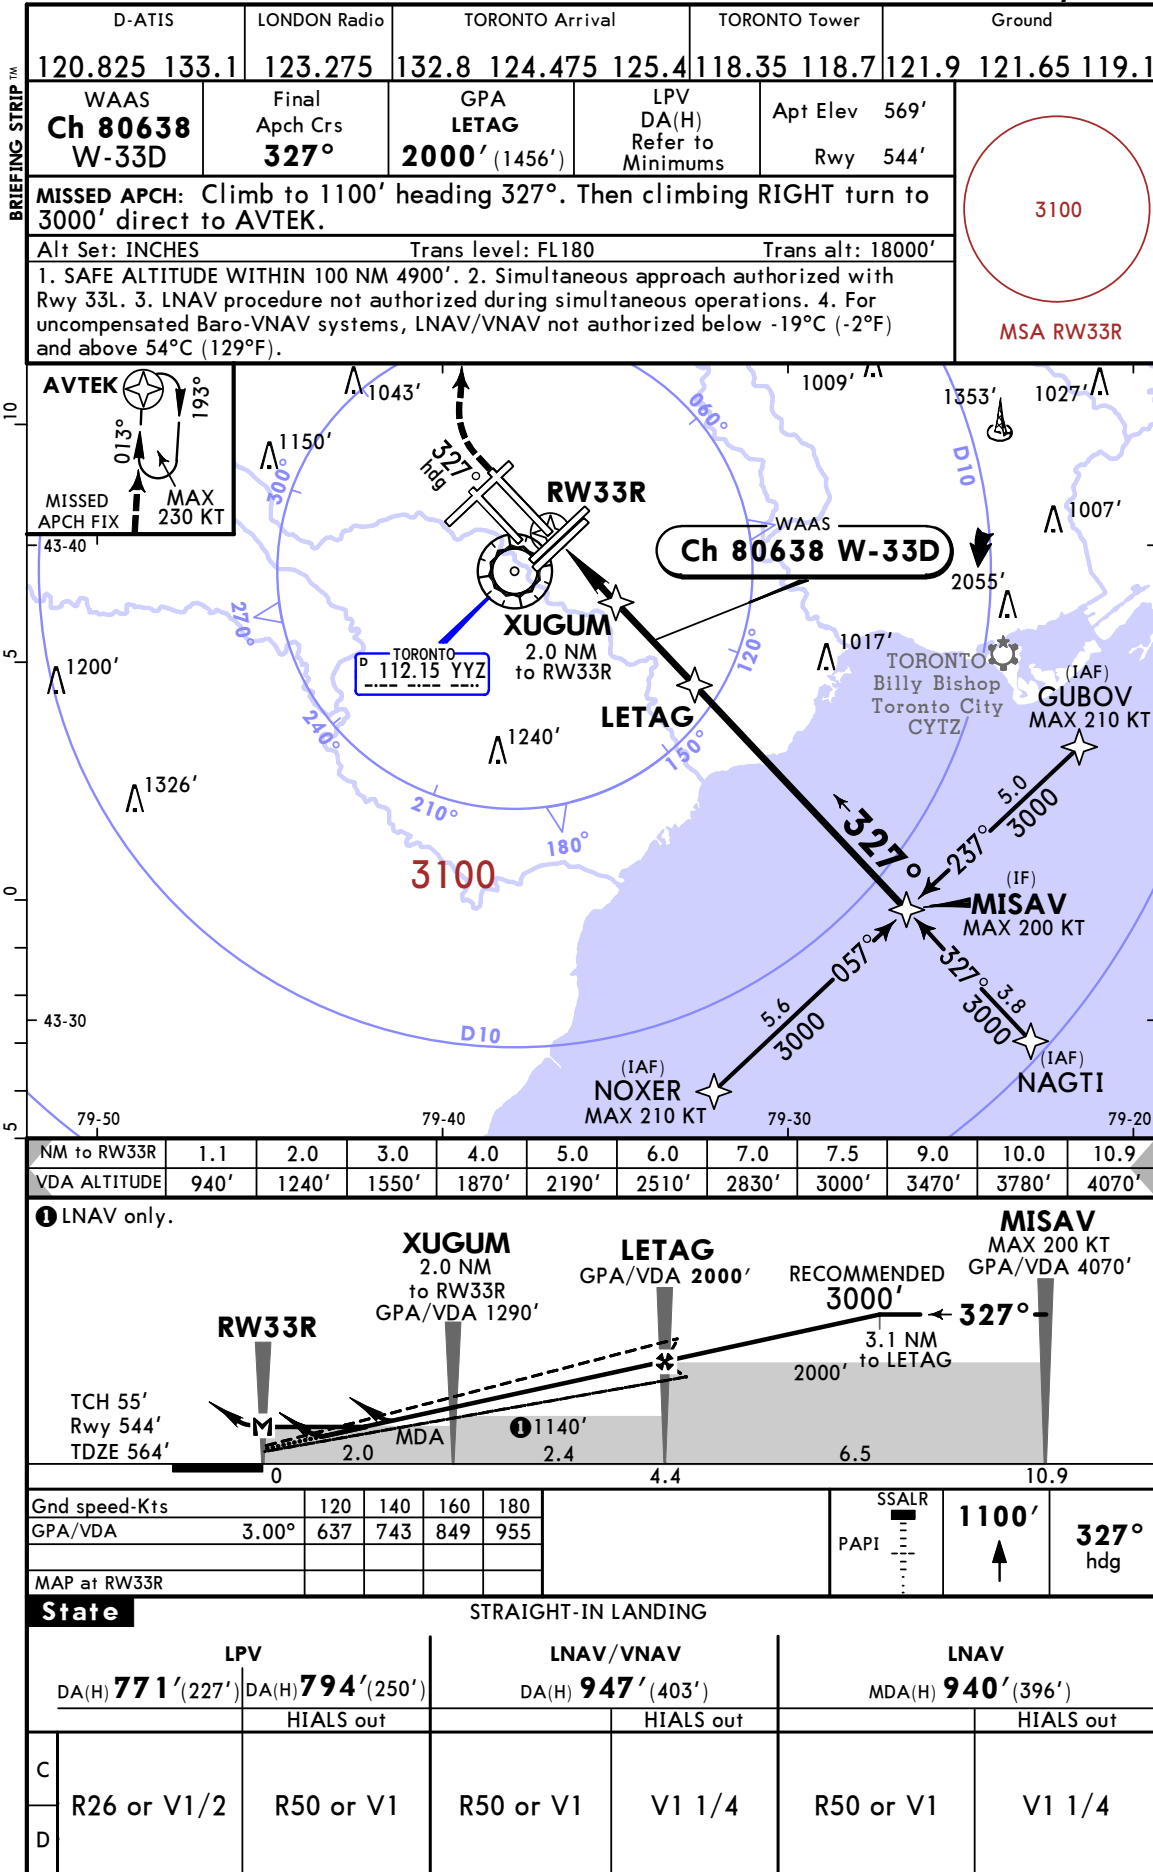 D-ATIS LONDON Radio TORONTO Arrival TORONTO Tower Ground
120.825 133.1 123.275 132.8 124.475 125.4 118.35 118.7 121.9 121.65 119.1
BRIEFING STRIP™
WAAS
Ch 80638
W-33D
Final
Apch Crs
327°
GPA
LETAG
2000' (1456')
LPV
DA(H)
Refer to
Minimums
Apt Elev 569'
Rwy 544'
MISSED APCH: Climb to 1100' heading 327°. Then climbing RIGHT turn to
3000' direct to AVTEK.
Alt Set: INCHES Trans level: FL180 Trans alt: 18000'
1. SAFE ALTITUDE WITHIN 100 NM 4900'. 2. Simultaneous approach authorized with
Rwy 33L. 3. LNAV procedure not authorized during simultaneous operations. 4. For
uncompensated Baro-VNAV systems, LNAV/VNAV not authorized below -19°C (-2°F)
and above 54°C (129°F).
3100
MSA RW33R
AVTEK
013°
193°
MISSED
APCH FIX
MAX
230 KT
1043'
1150'
1009'
1353'
1027'
1007'
2055'
1017'
1200'
1240'
1326'
060°
300°
270°
240°
210°
180°
150°
120°
D10
D10
327°
hdg
RW33R
WAAS
Ch 80638 W-33D
XUGUM
2.0 NM
to RW33R
TORONTO
D 112.15 YYZ
LETAG
TORONTO
Billy Bishop
Toronto City
CYTZ
(IAF)
GUBOV
MAX 210 KT
5.0
3000
237°
327°
(IF)
MISAV
MAX 200 KT
057°
5.6
3000
327°
3.8
3000
(IAF)
NOXER
MAX 210 KT
(IAF)
NAGTI
3100
10
43-40
5
0
43-30
5
79-50 79-40 79-30 79-20
NM to RW33R 1.1 2.0 3.0 4.0 5.0 6.0 7.0 7.5 9.0 10.0 10.9
VDA ALTITUDE 940' 1240' 1550' 1870' 2190' 2510' 2830' 3000' 3470' 3780' 4070'
1 LNAV only.
XUGUM
2.0 NM
to RW33R
GPA/VDA 1290'
LETAG
GPA/VDA 2000'
RECOMMENDED
3000'
MISAV
MAX 200 KT
GPA/VDA 4070'
327°
3.1 NM
to LETAG
2000'
RW33R
TCH 55'
Rwy 544'
TDZE 564'
M
MDA
1 1140'
2.0 2.4 6.5
0 4.4 10.9
Gnd speed-Kts 120 140 160 180
GPA/VDA 3.00° 637 743 849 955
MAP at RW33R
SSALR
PAPI
1100'
327°
hdg
State STRAIGHT-IN LANDING
LPV LNAV/VNAV LNAV
DA(H) 771'(227') DA(H) 794'(250') DA(H) 947'(403') MDA(H) 940'(396')
HIALS out HIALS out HIALS out
C
D
R26 or V1/2 R50 or V1 R50 or V1 V1 1/4 R50 or V1 V1 1/4